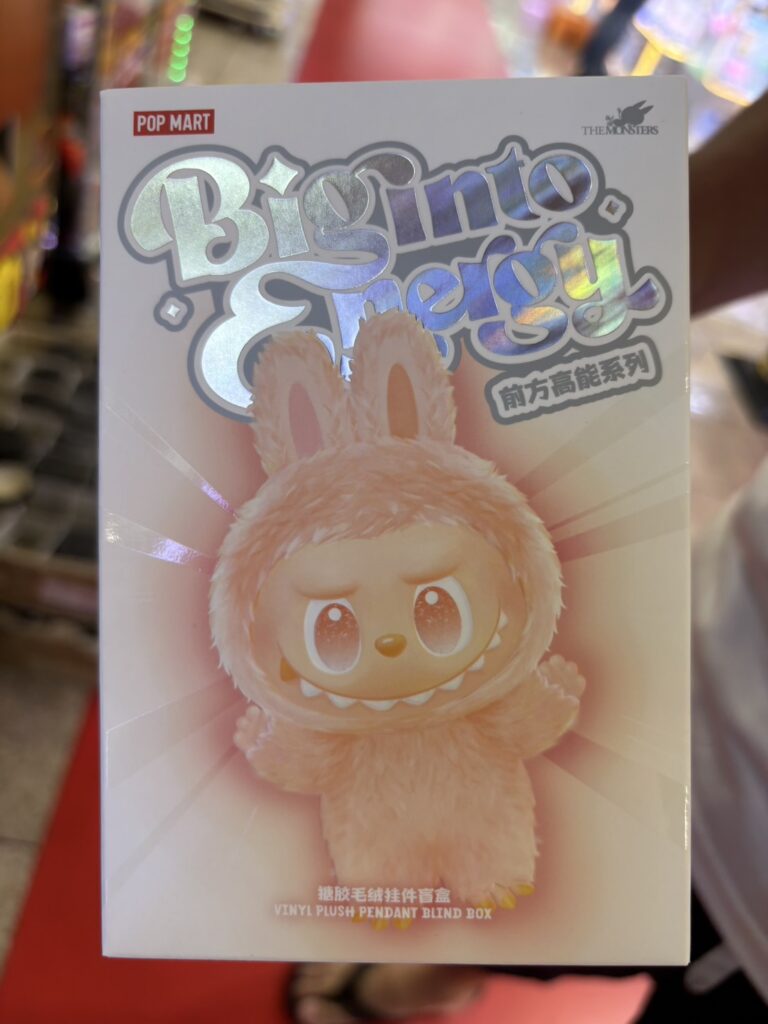 POP MART
THE MONSTERS
Big into
Energy
前方高能系列
搪胶毛绒挂件盲盒
VINYL PLUSH PENDANT BLIND BOX